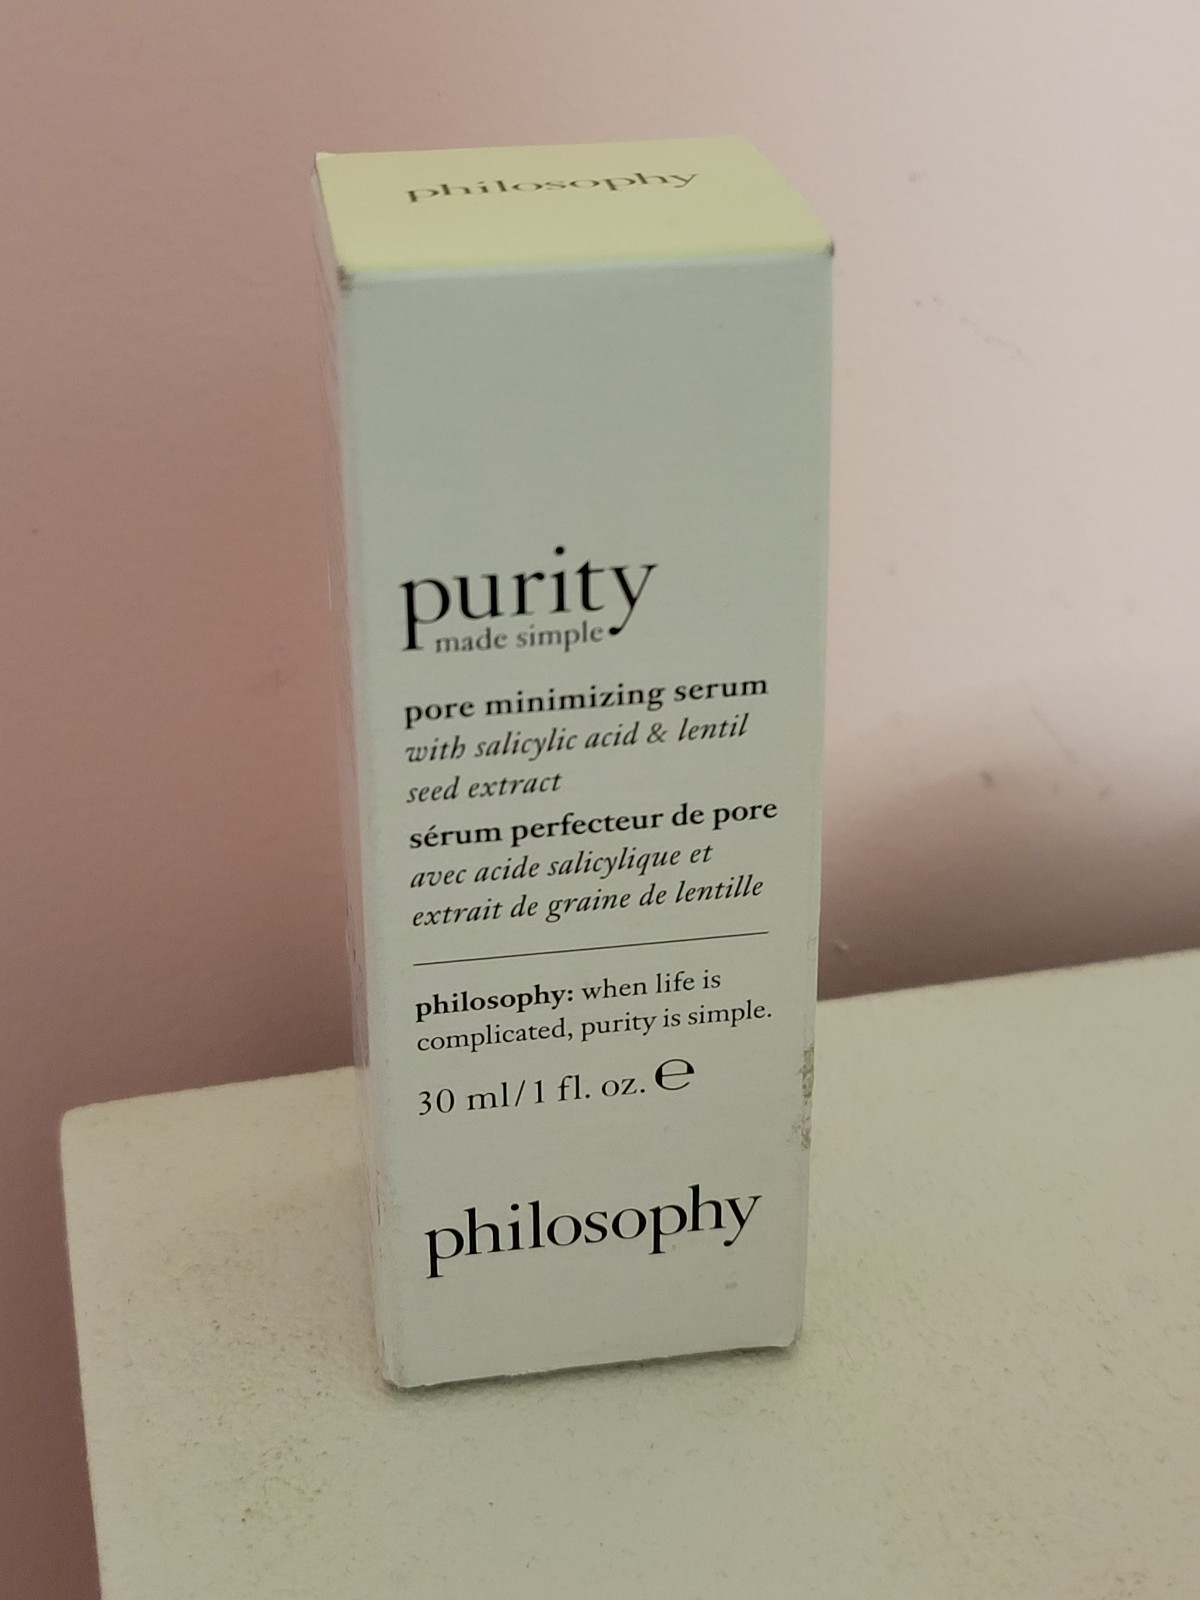 philosophy
purity
made simple
pore minimizing serum
with salicylic acid & lentil
seed extract
sérum perfecteur de pore
avec acide salicylique et
extrait de graine de lentille
philosophy: when life is
complicated, purity is simple.
30 ml/1 fl. oz. ℮
philosophy